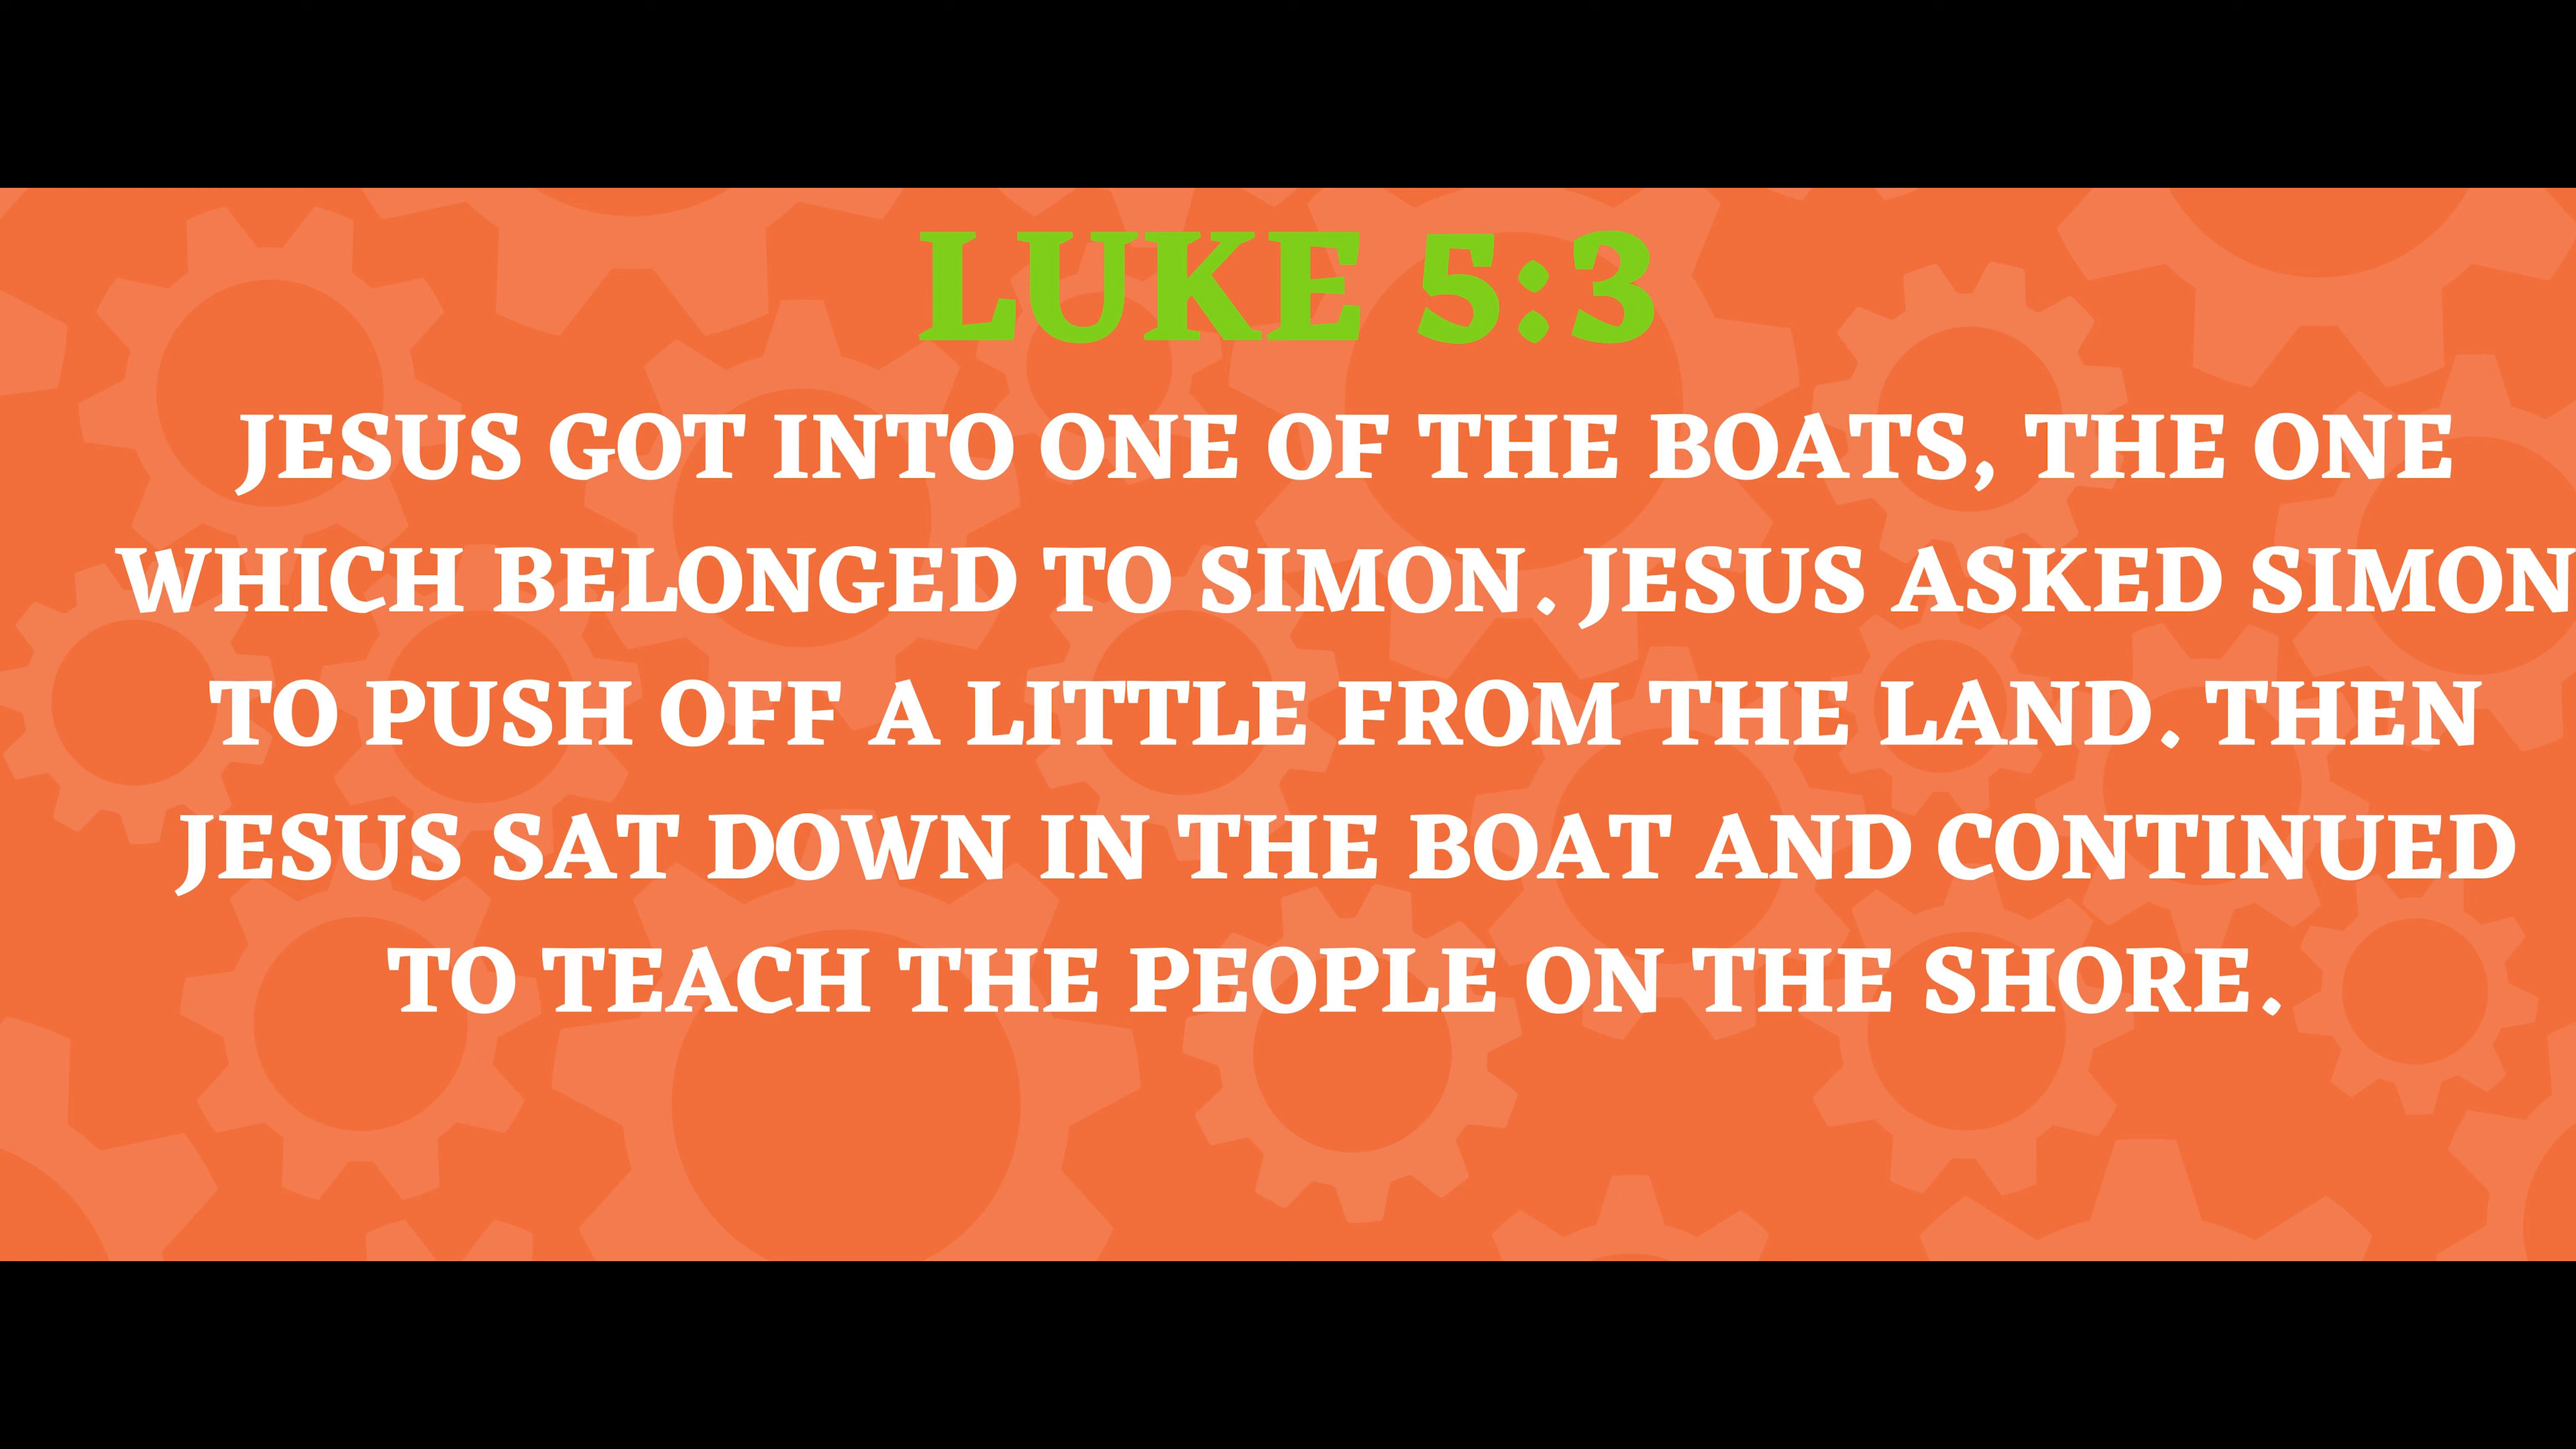 LUKE 5:3
JESUS GOT INTO ONE OF THE BOATS, THE ONE
WHICH BELONGED TO SIMON. JESUS ASKED SIMON
TO PUSH OFF A LITTLE FROM THE LAND. THEN
JESUS SAT DOWN IN THE BOAT AND CONTINUED
TO TEACH THE PEOPLE ON THE SHORE.